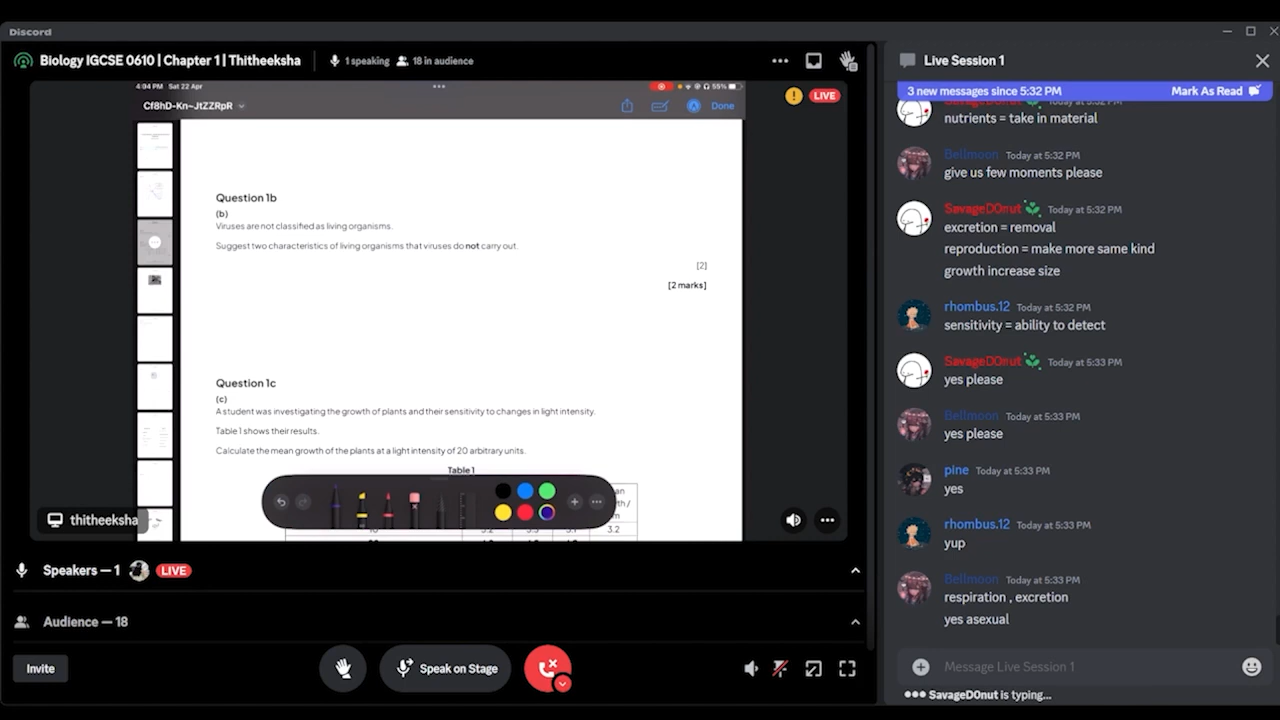 Discord
Biology IGCSE 0610 | Chapter 1 | Thitheeksha
1 speaking
18 in audience
4:04 PM Sat 22 Apr
55%
Cf8hD-Kn~JtZZRpR
Done
LIVE
Question 1b
(b)
Viruses are not classified as living organisms.
Suggest two characteristics of living organisms that viruses do not carry out.
[2]
[2 marks]
Question 1c
(c)
A student was investigating the growth of plants and their sensitivity to changes in light intensity.
Table 1 shows their results.
Calculate the mean growth of the plants at a light intensity of 20 arbitrary units.
Table 1
3.2
thitheeksha
Speakers — 1
LIVE
Audience — 18
Invite
Speak on Stage
Live Session 1
3 new messages since 5:32 PM
Mark As Read
nutrients = take in material
Bellmoon Today at 5:32 PM
give us few moments please
SavageD0nut Today at 5:32 PM
excretion = removal
reproduction = make more same kind
growth increase size
rhombus.12 Today at 5:32 PM
sensitivity = ability to detect
SavageD0nut Today at 5:33 PM
yes please
Bellmoon Today at 5:33 PM
yes please
pine Today at 5:33 PM
yes
rhombus.12 Today at 5:33 PM
yup
Bellmoon Today at 5:33 PM
respiration , excretion
yes asexual
Message Live Session 1
SavageD0nut is typing...